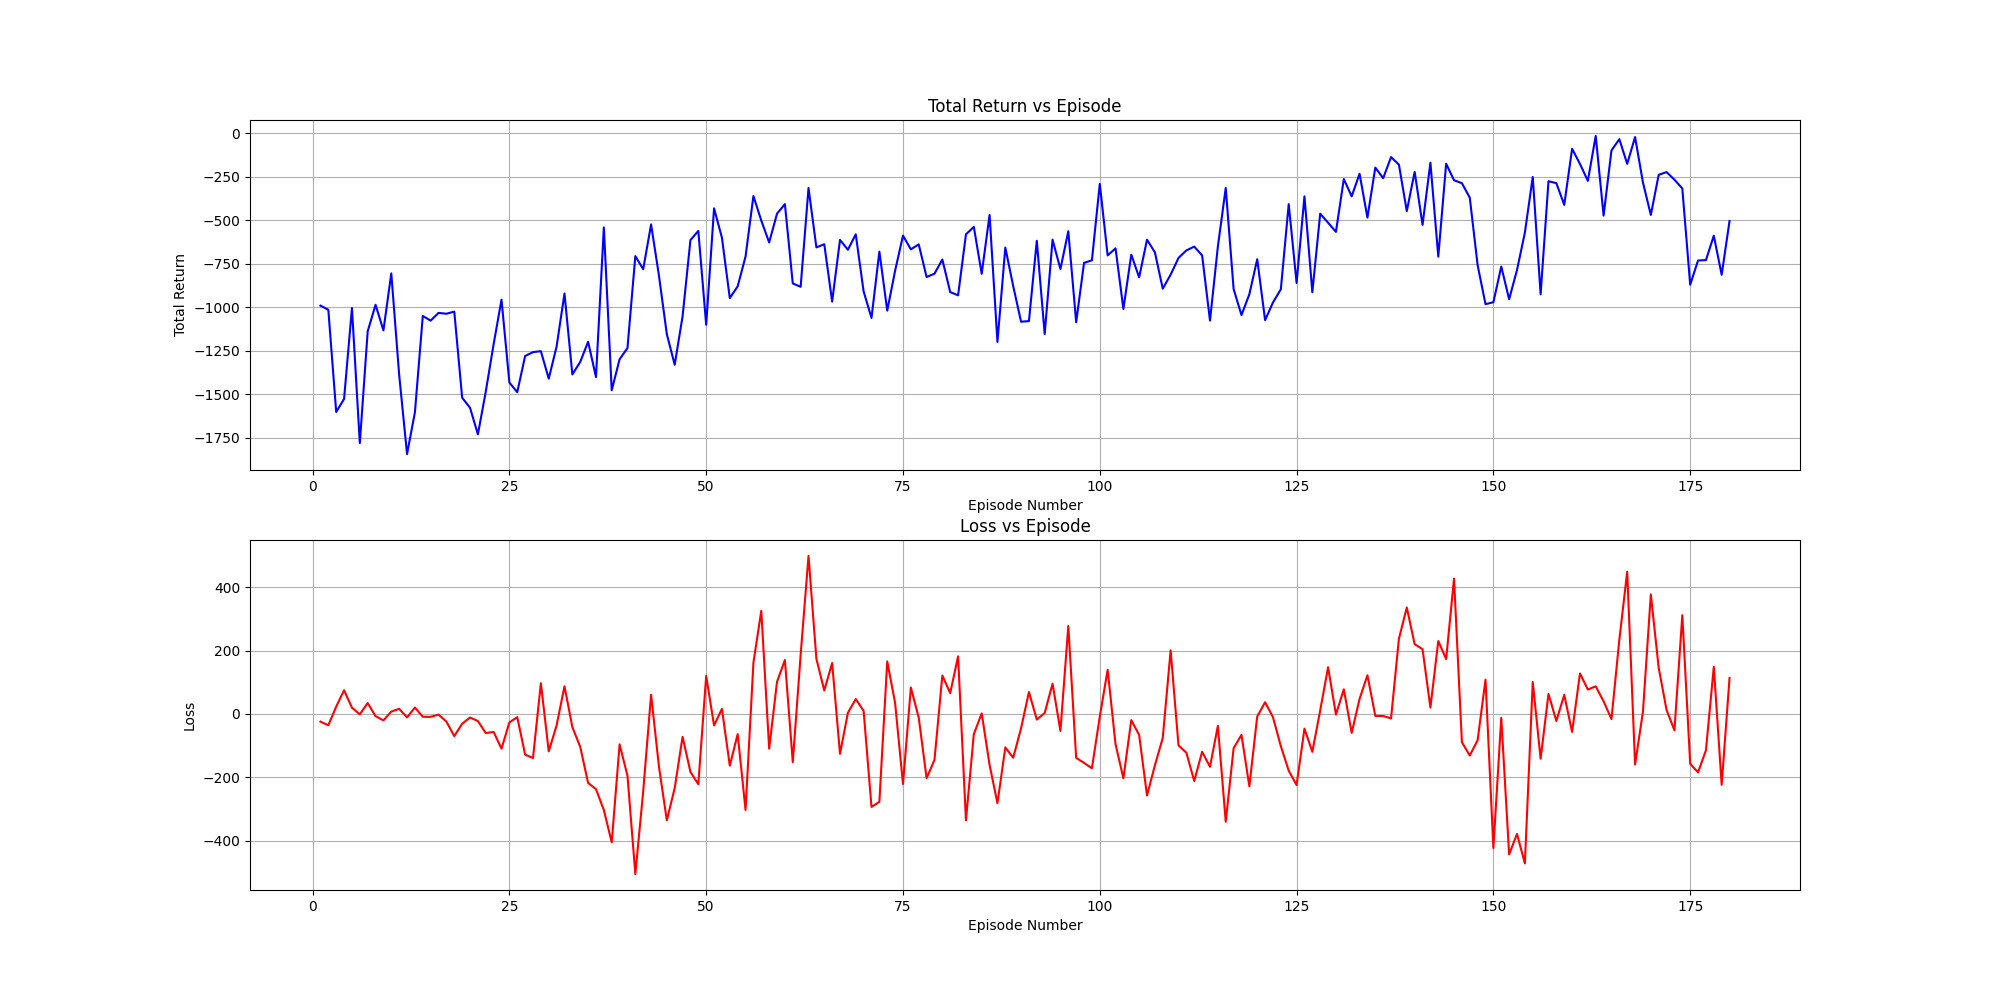 Total Return vs Episode
0
−250
−500
−750
−1000
−1250
−1500
−1750
Total Return
0 25 50 75 100 125 150 175
Episode Number
Loss vs Episode
400
200
0
−200
−400
Loss
0 25 50 75 100 125 150 175
Episode Number